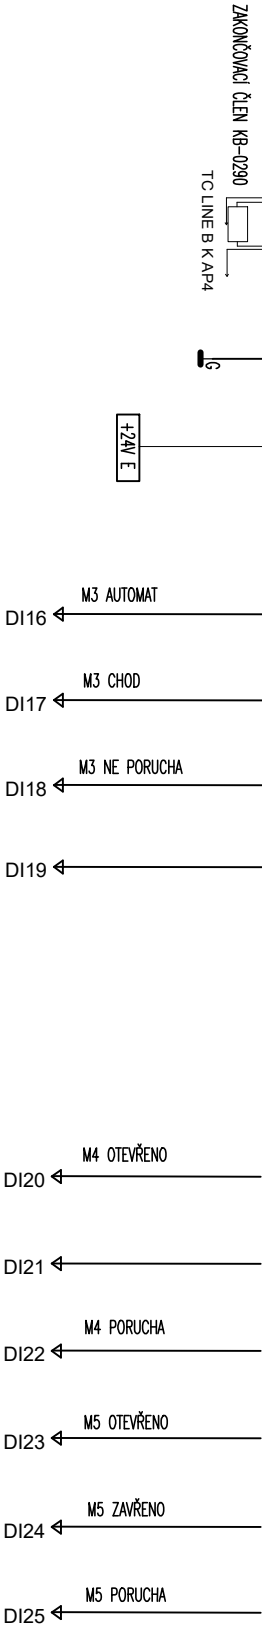 ZAKONČOVACÍ ČLEN KB-0290
TC LINE B K AP4
G
+24V E
M3 AUTOMAT
DI16
M3 CHOD
DI17
M3 NE PORUCHA
DI18
DI19
M4 OTEVŘENO
DI20
DI21
M4 PORUCHA
DI22
M5 OTEVŘENO
DI23
M5 ZAVŘENO
DI24
M5 PORUCHA
DI25